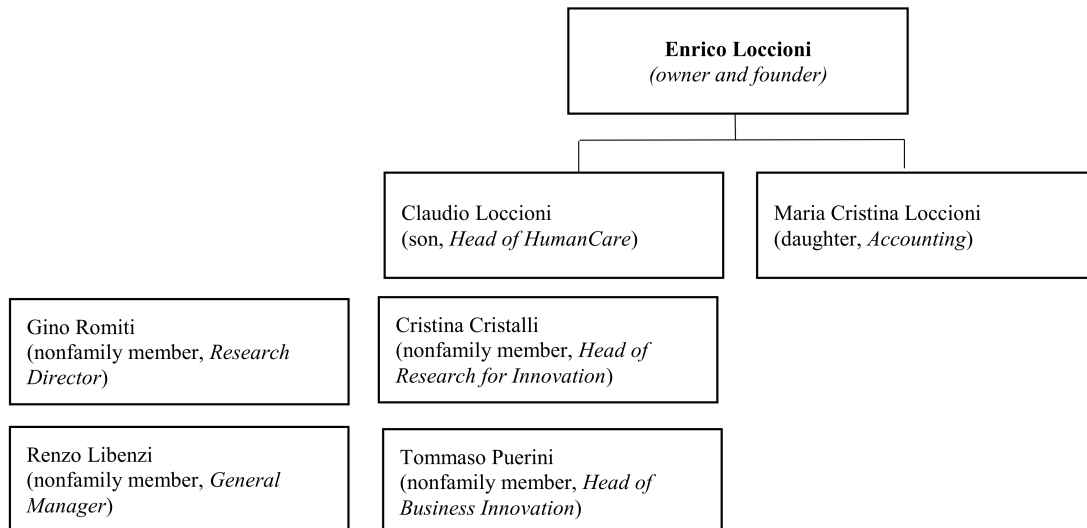 Enrico Loccioni
(owner and founder)
Claudio Loccioni
(son, Head of HumanCare)
Maria Cristina Loccioni
(daughter, Accounting)
Gino Romiti
(nonfamily member, Research
Director)
Cristina Cristalli
(nonfamily member, Head of
Research for Innovation)
Renzo Libenzi
(nonfamily member, General
Manager)
Tommaso Puerini
(nonfamily member, Head of
Business Innovation)